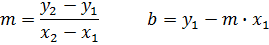 m = (y₂ − y₁) / (x₂ − x₁)    b = y₁ − m · x₁